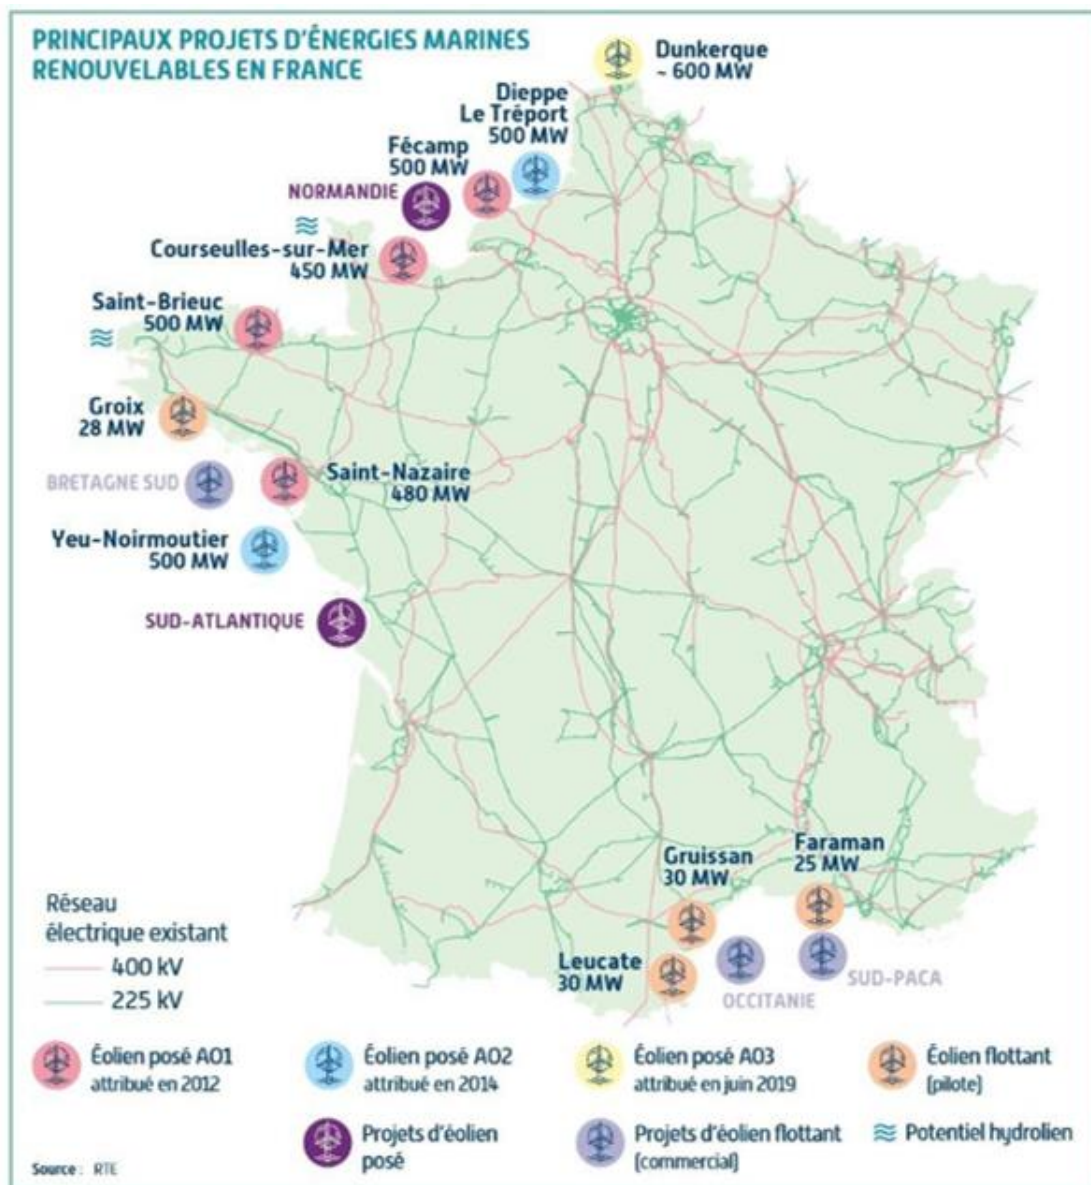 PRINCIPAUX PROJETS D'ÉNERGIES MARINES
RENOUVELABLES EN FRANCE
Dunkerque
~ 600 MW
Dieppe
Le Tréport
500 MW
Fécamp
500 MW
NORMANDIE
Courseulles-sur-Mer
450 MW
Saint-Brieuc
500 MW
Groix
28 MW
BRETAGNE SUD
Saint-Nazaire
480 MW
Yeu-Noirmoutier
500 MW
SUD-ATLANTIQUE
Faraman
25 MW
Gruissan
30 MW
Leucate
30 MW
OCCITANIE
SUD-PACA
Réseau
électrique existant
400 kV
225 kV
Éolien posé AO1
attribué en 2012
Éolien posé AO2
attribué en 2014
Éolien posé AO3
attribué en juin 2019
Éolien flottant
(pilote)
Projets d'éolien
posé
Projets d'éolien flottant
(commercial)
Potentiel hydrolien
Source : RTE